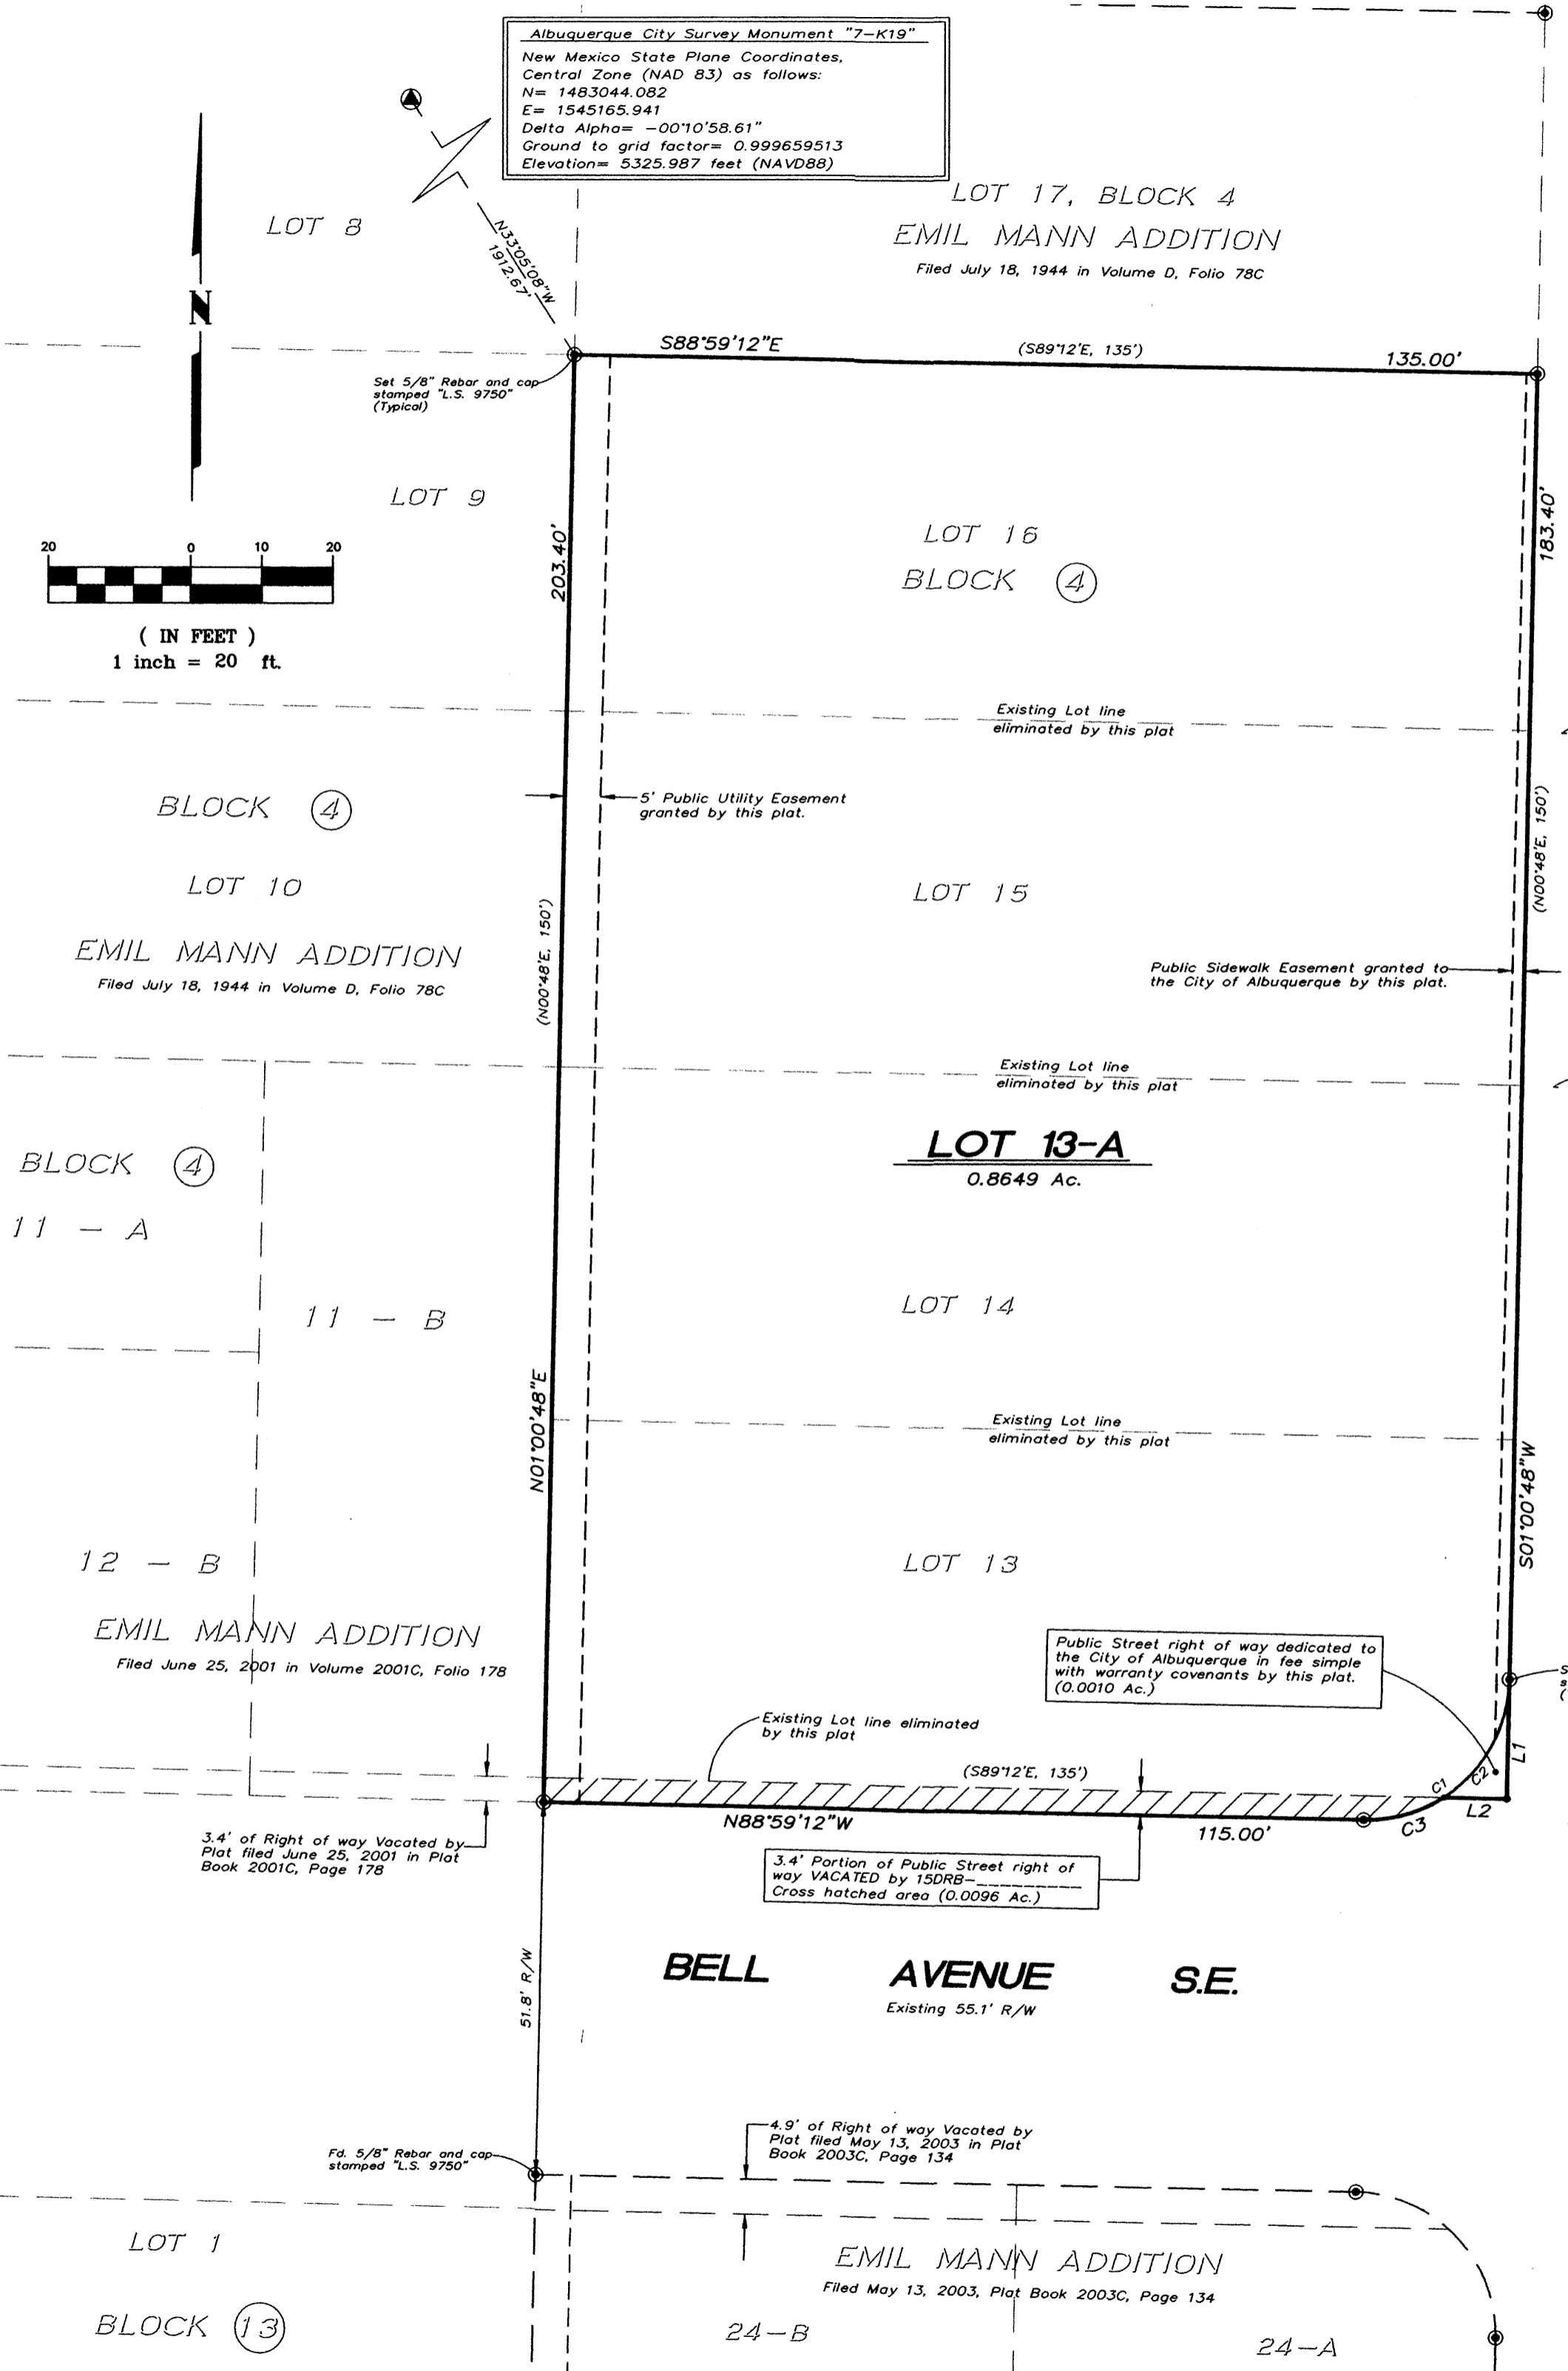 Albuquerque City Survey Monument "7-K19"
New Mexico State Plane Coordinates,
Central Zone (NAD 83) as follows:
N= 1483044.082
E= 1545165.941
Delta Alpha= -00°10'58.61"
Ground to grid factor= 0.999659513
Elevation= 5325.987 feet (NAVD88)
LOT 8
N33°05'08"W
1912.67'
LOT 17, BLOCK 4
EMIL MANN ADDITION
Filed July 18, 1944 in Volume D, Folio 78C
N
S88°59'12"E
(S89°12'E, 135')
135.00'
Set 5/8" Rebar and cap
stamped "L.S. 9750"
(Typical)
LOT 9
203.40'
183.40'
LOT 16
BLOCK 4
20 0 10 20
( IN FEET )
1 inch = 20 ft.
Existing Lot line
eliminated by this plat
5' Public Utility Easement
granted by this plat.
BLOCK 4
LOT 10
EMIL MANN ADDITION
Filed July 18, 1944 in Volume D, Folio 78C
(N00°48'E, 150')
LOT 15
(N00°48'E, 150')
Public Sidewalk Easement granted to
the City of Albuquerque by this plat.
Existing Lot line
eliminated by this plat
LOT 13-A
0.8649 Ac.
BLOCK 4
11 - A
11 - B
LOT 14
N01°00'48"E
Existing Lot line
eliminated by this plat
S01°00'48"W
12 - B
LOT 13
EMIL MANN ADDITION
Filed June 25, 2001 in Volume 2001C, Folio 178
Public Street right of way dedicated to
the City of Albuquerque in fee simple
with warranty covenants by this plat.
(0.0010 Ac.)
S
s
(
Existing Lot line eliminated
by this plat
(S89°12'E, 135')
C1
C2
L1
L2
C3
N88°59'12"W
115.00'
3.4' of Right of way Vacated by
Plat filed June 25, 2001 in Plat
Book 2001C, Page 178
3.4' Portion of Public Street right of
way VACATED by 15DRB-__________
Cross hatched area (0.0096 Ac.)
51.8' R/W
BELL AVENUE S.E.
Existing 55.1' R/W
4.9' of Right of way Vacated by
Plat filed May 13, 2003 in Plat
Book 2003C, Page 134
Fd. 5/8" Rebar and cap
stamped "L.S. 9750"
LOT 1
BLOCK 13
EMIL MANN ADDITION
Filed May 13, 2003, Plat Book 2003C, Page 134
24-B
24-A